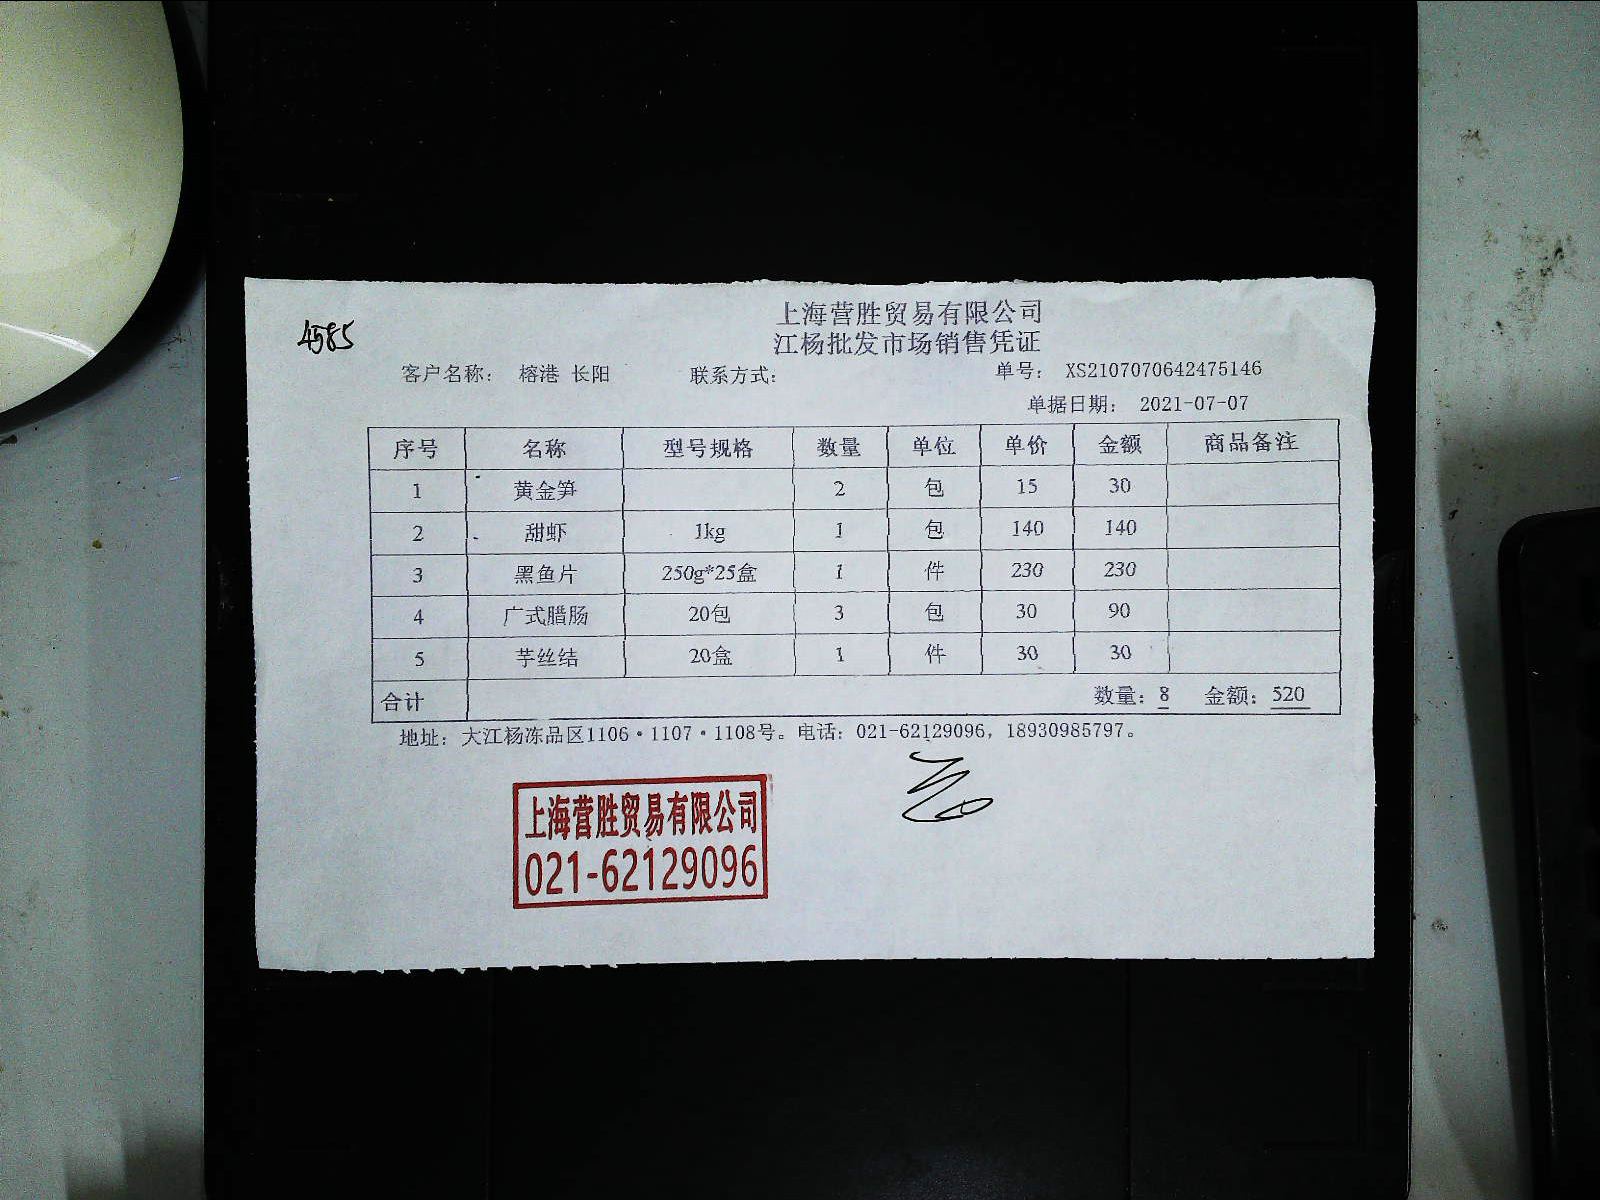 4585
上海营胜贸易有限公司
江杨批发市场销售凭证
客户名称: 榕港 长阳 联系方式: 单号: XS2107070642475146
单据日期: 2021-07-07
序号 名称 型号规格 数量 单位 单价 金额 商品备注
1 黄金笋 2 包 15 30
2 甜虾 1kg 1 包 140 140
3 黑鱼片 250g*25盒 1 件 230 230
4 广式腊肠 20包 3 包 30 90
5 芋丝结 20盒 1 件 30 30
合计 数量: 8 金额: 520
地址: 大江杨冻品区1106·1107·1108号。电话: 021-62129096, 18930985797。
上海营胜贸易有限公司
021-62129096